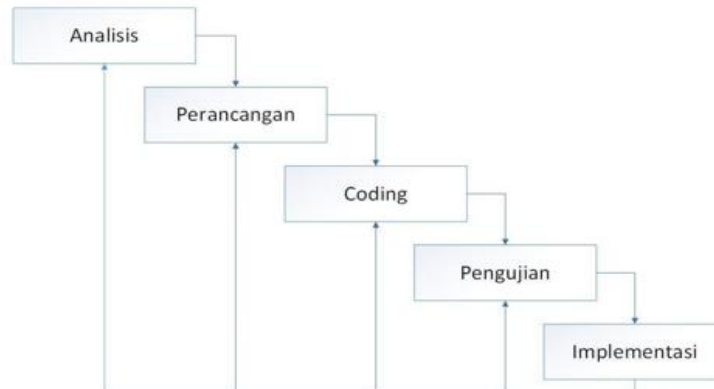 Analisis
Perancangan
Coding
Pengujian
Implementasi